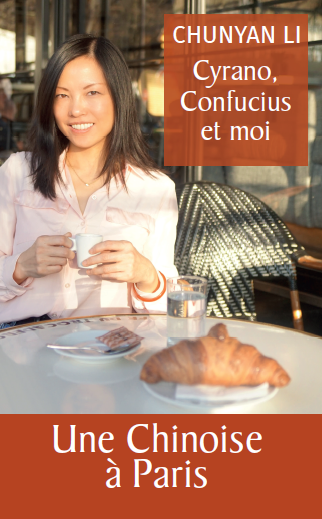 CHUNYAN LI
Cyrano,
Confucius
et moi
Une Chinoise
à Paris